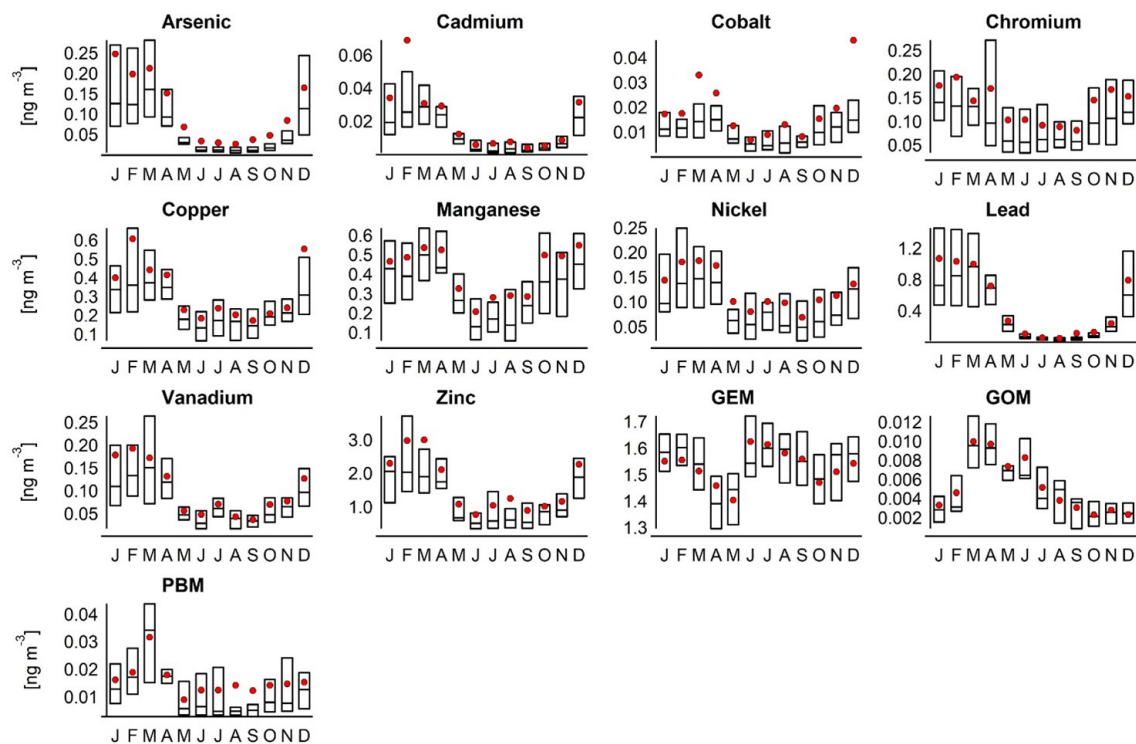 Arsenic Cadmium Cobalt Chromium
[ng m⁻³]
0.25 0.20 0.15 0.10 0.05
0.06 0.04 0.02
0.04 0.03 0.02 0.01
0.25 0.20 0.15 0.10 0.05
J F M A M J J A S O N D J F M A M J J A S O N D J F M A M J J A S O N D J F M A M J J A S O N D
Copper Manganese Nickel Lead
[ng m⁻³]
0.6 0.5 0.4 0.3 0.2 0.1
0.6 0.5 0.4 0.3 0.2 0.1
0.25 0.20 0.15 0.10 0.05
1.2 0.8 0.4
J F M A M J J A S O N D J F M A M J J A S O N D J F M A M J J A S O N D J F M A M J J A S O N D
Vanadium Zinc GEM GOM
[ng m⁻³]
0.25 0.20 0.15 0.10 0.05
3.0 2.0 1.0
1.7 1.6 1.5 1.4 1.3
0.012 0.010 0.008 0.006 0.004 0.002
J F M A M J J A S O N D J F M A M J J A S O N D J F M A M J J A S O N D J F M A M J J A S O N D
PBM
[ng m⁻³]
0.04 0.03 0.02 0.01
J F M A M J J A S O N D